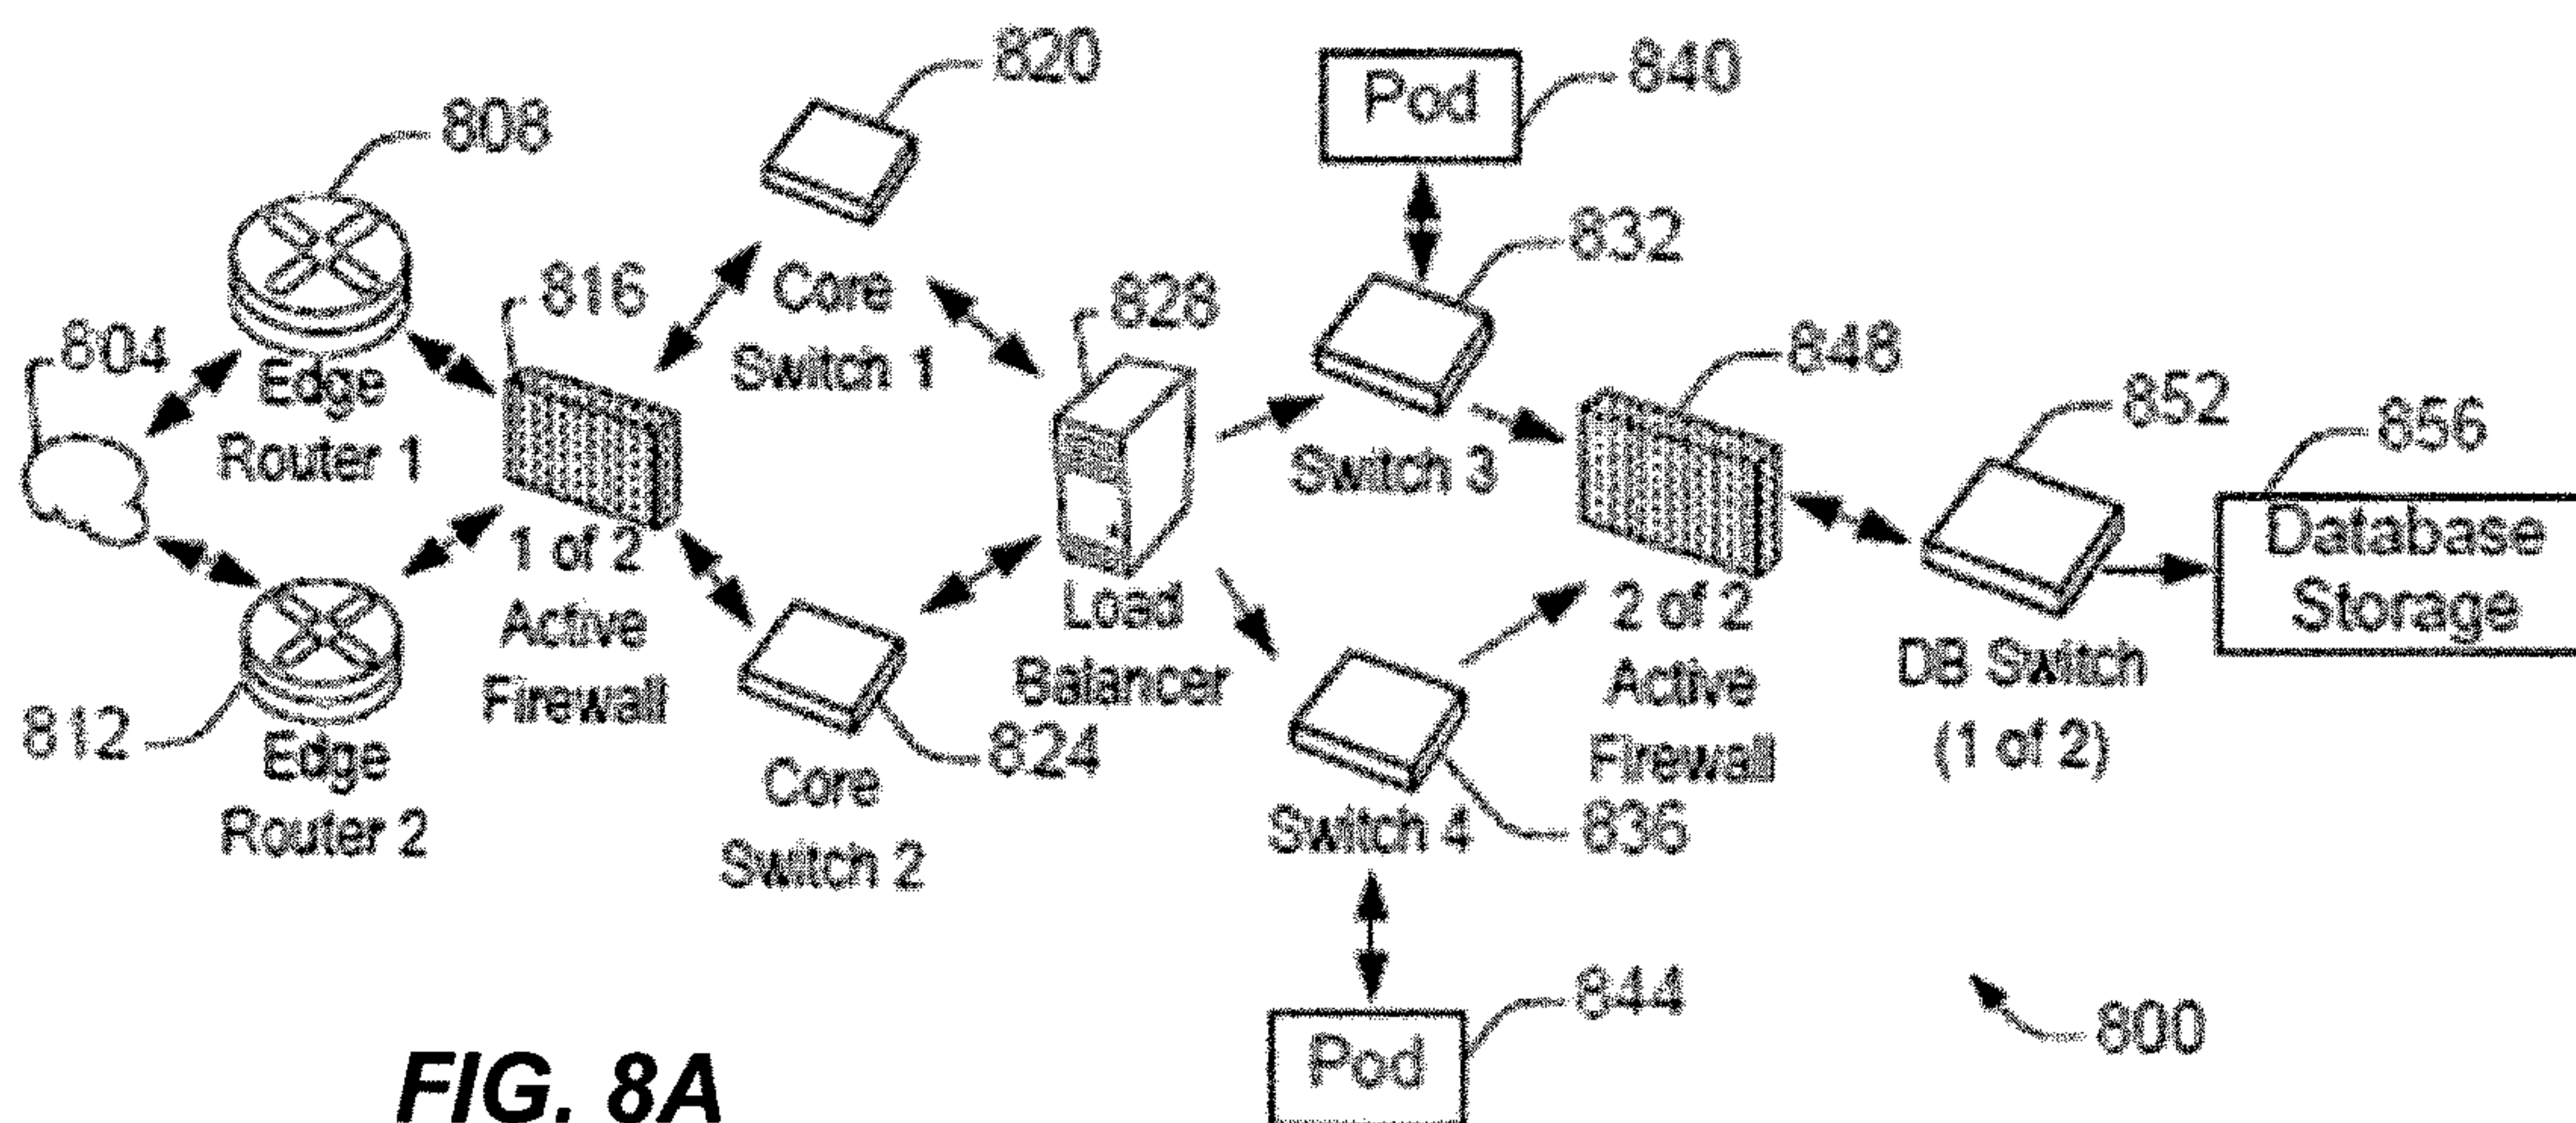 820
840
Pod
808
832
816
Core
Switch 1
828
848
804
Edge
Router 1
852
856
Switch 3
Database
Storage
1 of 2
Active
Firewall
Load
Balancer
2 of 2
Active
Firewall
DB Switch
(1 of 2)
812
Edge
Router 2
824
Core
Switch 2
Switch 4
836
844
Pod
800
FIG. 8A